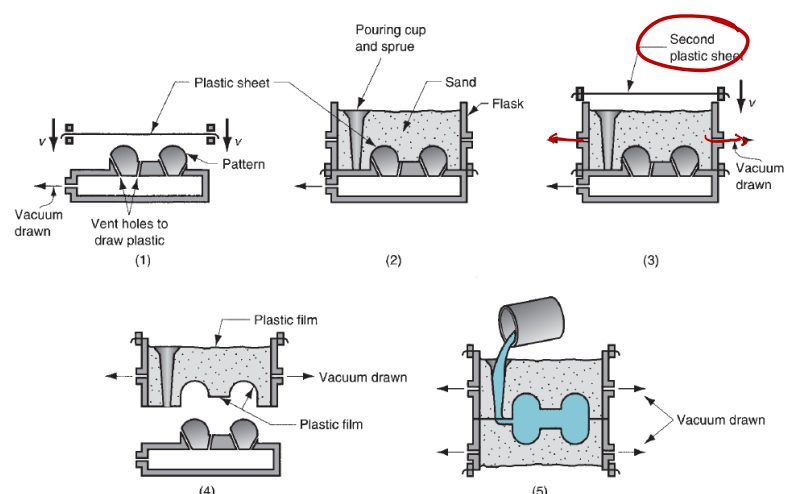 Plastic sheet
v
v
Pattern
Vacuum
drawn
Vent holes to
draw plastic
(1)
Pouring cup
and sprue
Sand
Flask
(2)
Second
plastic sheet
v
Vacuum
drawn
(3)
Plastic film
Vacuum drawn
Plastic film
(4)
Vacuum drawn
(5)